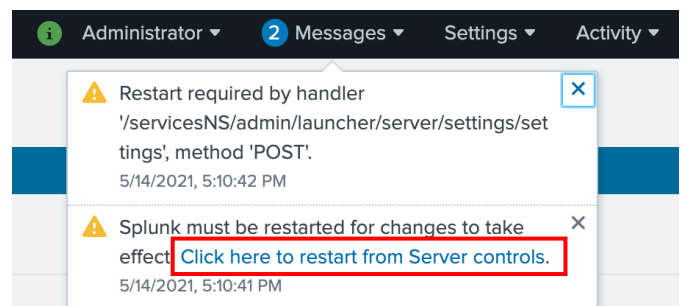 i Administrator ▾ 2 Messages ▾ Settings ▾ Activity ▾
Restart required by handler
'/servicesNS/admin/launcher/server/settings/set
tings', method 'POST'.
5/14/2021, 5:10:42 PM
Splunk must be restarted for changes to take
effect. Click here to restart from Server controls.
5/14/2021, 5:10:41 PM